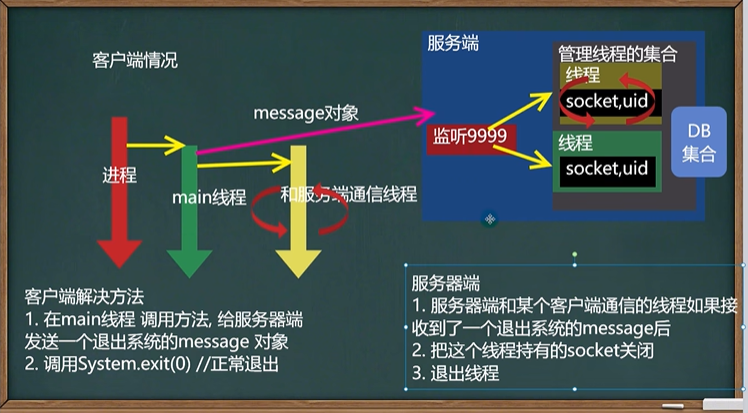 客户端情况
服务端
管理线程的集合
线程
socket,uid
message对象
监听9999
DB
集合
线程
socket,uid
进程
main线程
和服务端通信线程
客户端解决方法
1. 在main线程 调用方法, 给服务器端
发送一个退出系统的message 对象
2. 调用System.exit(0) //正常退出
服务器端
1. 服务器端和某个客户端通信的线程如果接
收到了一个退出系统的message后
2. 把这个线程持有的socket关闭
3. 退出线程